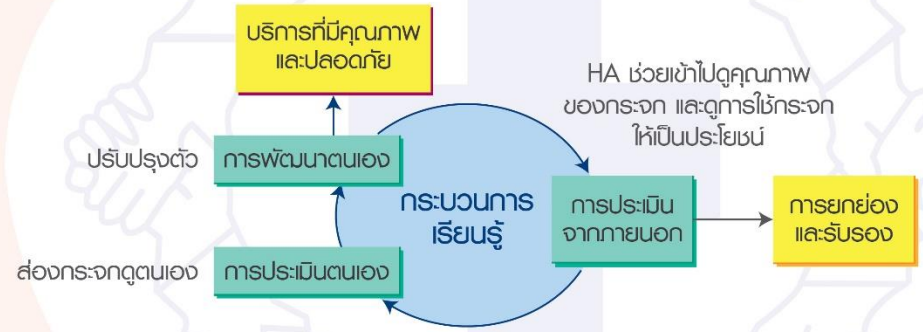 บริการที่มีคุณภาพ
และปลอดภัย
HA ช่วยเข้าไปดูคุณภาพ
ของกระจก และดูการใช้กระจก
ให้เป็นประโยชน์
ปรับปรุงตัว
การพัฒนาตนเอง
กระบวนการ
เรียนรู้
การประเมิน
จากภายนอก
การยกย่อง
และรับรอง
ส่องกระจกดูตนเอง
การประเมินตนเอง